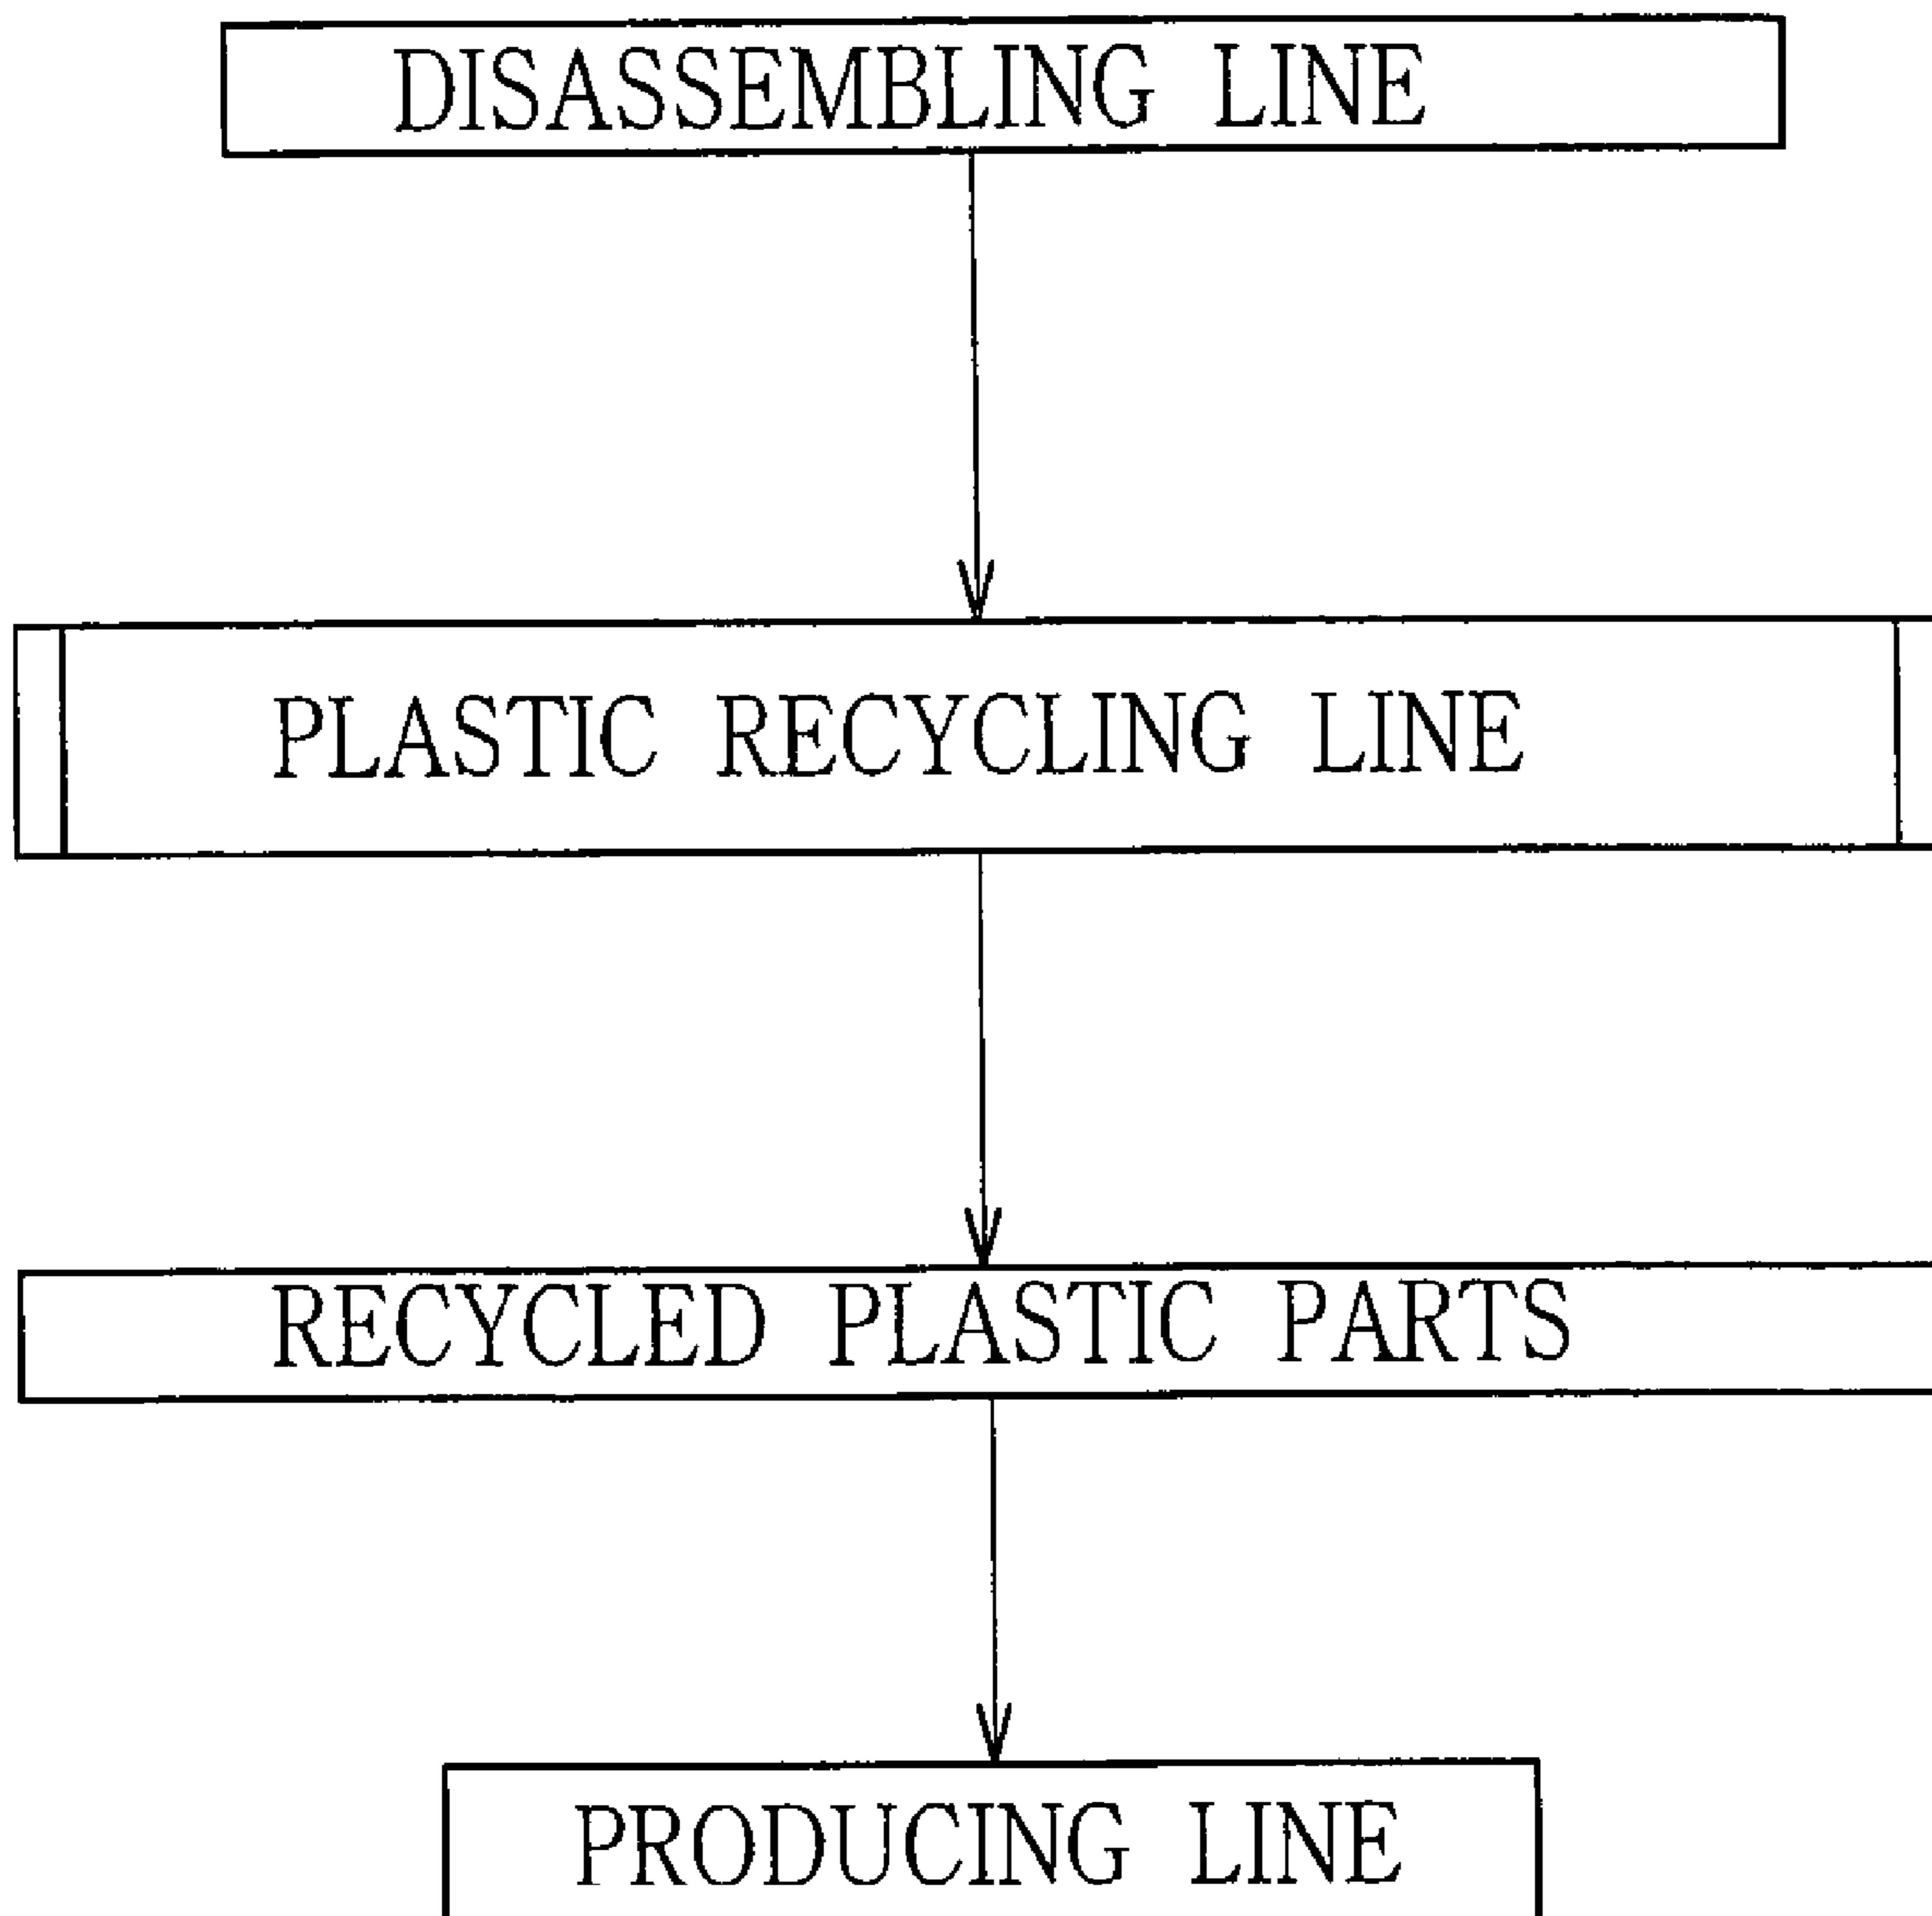 DISASSEMBLING LINE
PLASTIC RECYCLING LINE
RECYCLED PLASTIC PARTS
PRODUCING LINE